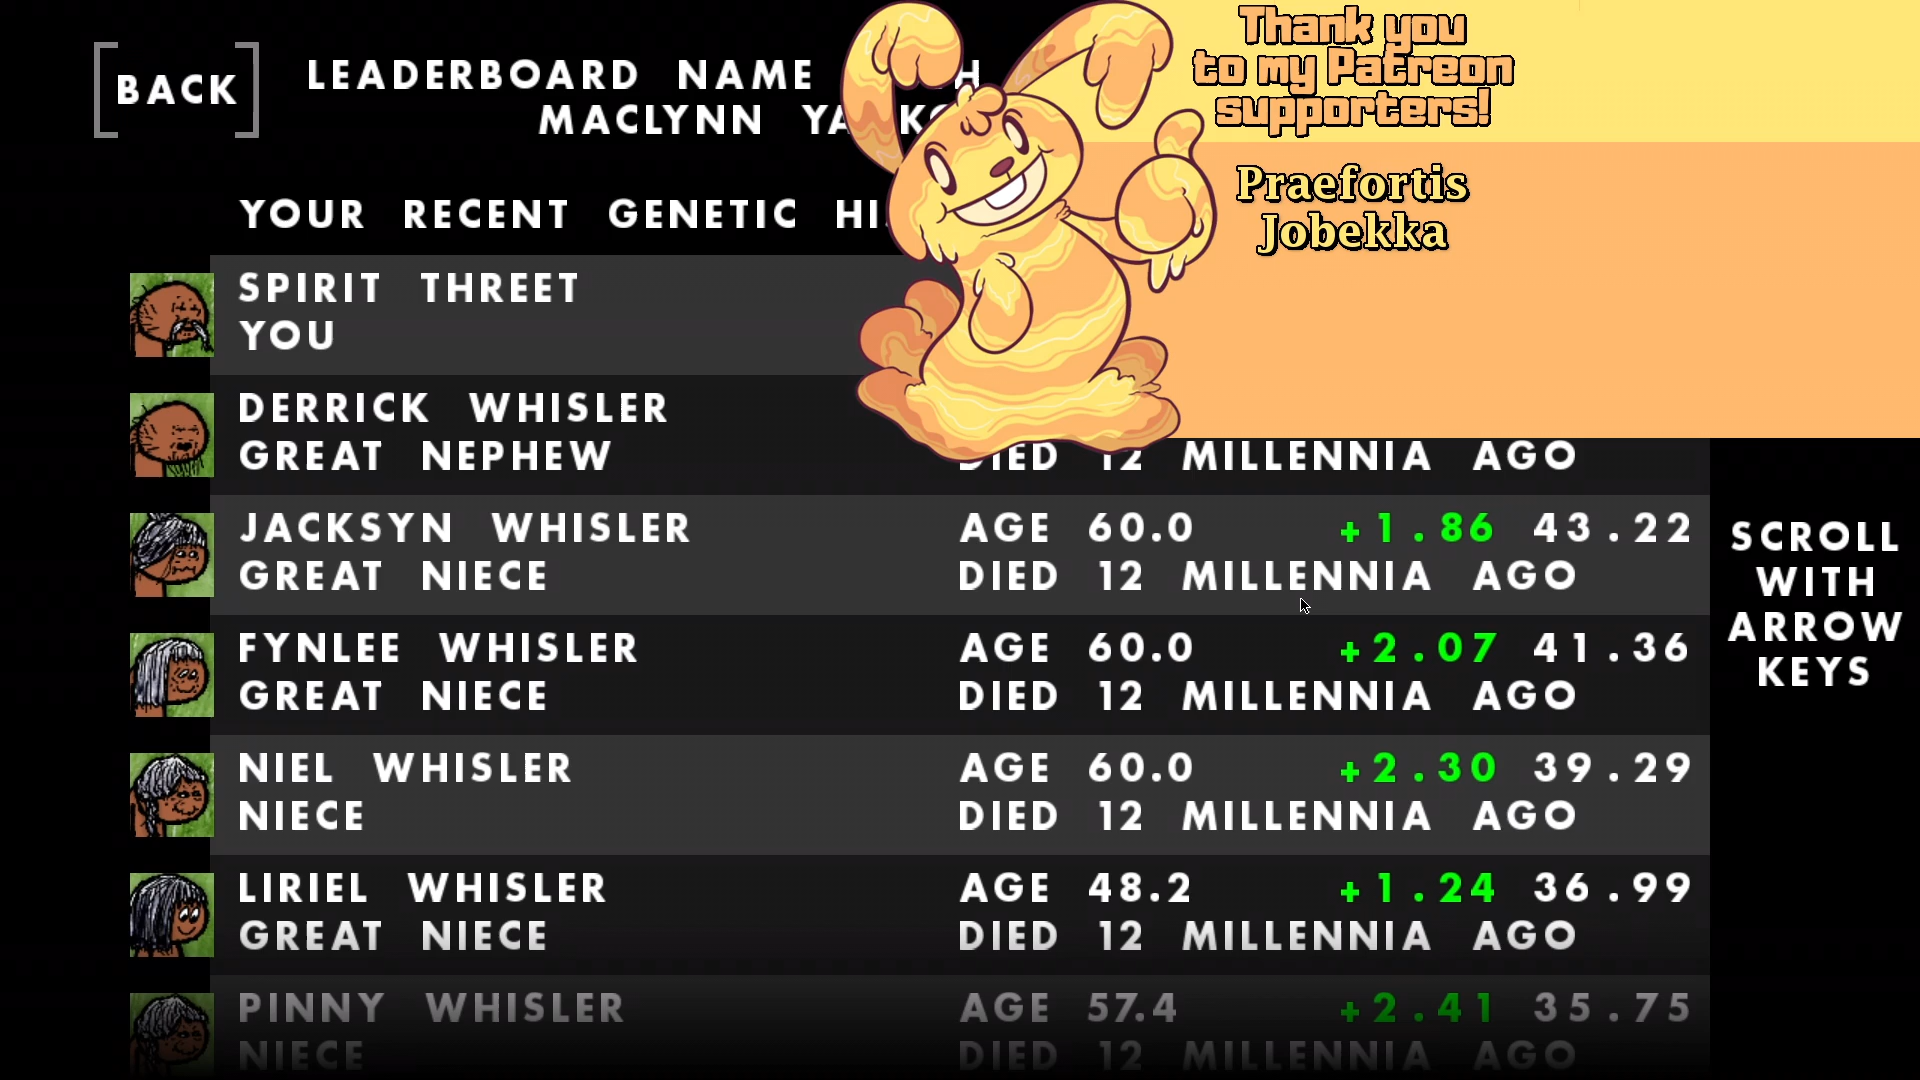 BACK
LEADERBOARD NAME
MACLYNN
Thank you
to my Patreon
supporters!
Praefortis
Jobekka
YOUR RECENT GENETIC
SPIRIT THREET
YOU
DERRICK WHISLER
GREAT NEPHEW
DIED 12 MILLENNIA AGO
JACKSYN WHISLER
AGE 60.0 +1.86 43.22
GREAT NIECE
DIED 12 MILLENNIA AGO
FYNLEE WHISLER
AGE 60.0 +2.07 41.36
GREAT NIECE
DIED 12 MILLENNIA AGO
NIEL WHISLER
AGE 60.0 +2.30 39.29
NIECE
DIED 12 MILLENNIA AGO
LIRIEL WHISLER
AGE 48.2 +1.24 36.99
GREAT NIECE
DIED 12 MILLENNIA AGO
PINNY WHISLER
AGE 57.4 +2.41 35.75
NIECE
DIED 12 MILLENNIA AGO
SCROLL
WITH
ARROW
KEYS